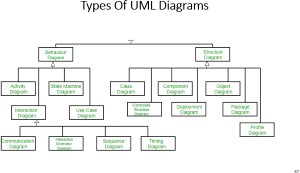 Types Of UML Diagrams
Behaviour
Diagram
Structure
Diagram
Activity
Diagram
State Machine
Diagram
Class
Diagram
Component
Diagram
Object
Diagram
Interaction
Diagram
Use Case
Diagram
Composite
Structure
Diagram
Deployment
Diagram
Package
Diagram
Profile
Diagram
Communication
Diagram
Interaction
Overview
Diagram
Sequence
Diagram
Timing
Diagram